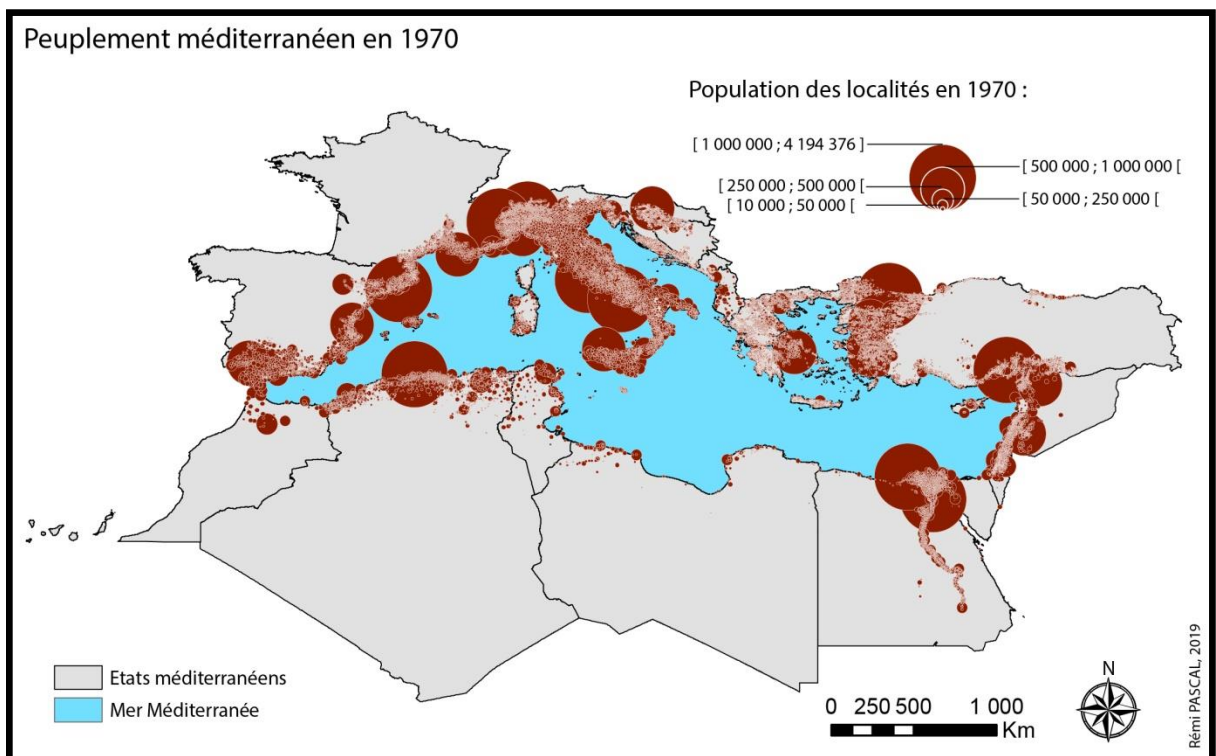 Peuplement méditerranéen en 1970
Population des localités en 1970 :
[ 1 000 000 ; 4 194 376 ]
[ 500 000 ; 1 000 000 [
[ 250 000 ; 500 000 [
[ 50 000 ; 250 000 [
[ 10 000 ; 50 000 [
Etats méditerranéens
Mer Méditerranée
0 250 500 1 000
Km
N
Rémi PASCAL, 2019